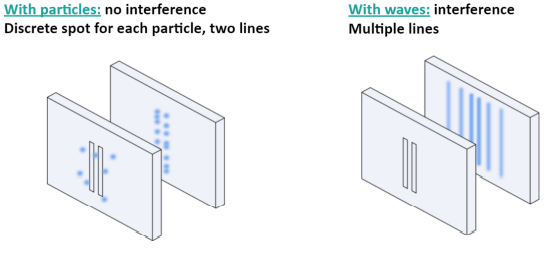 With particles: no interference
Discrete spot for each particle, two lines
With waves: interference
Multiple lines